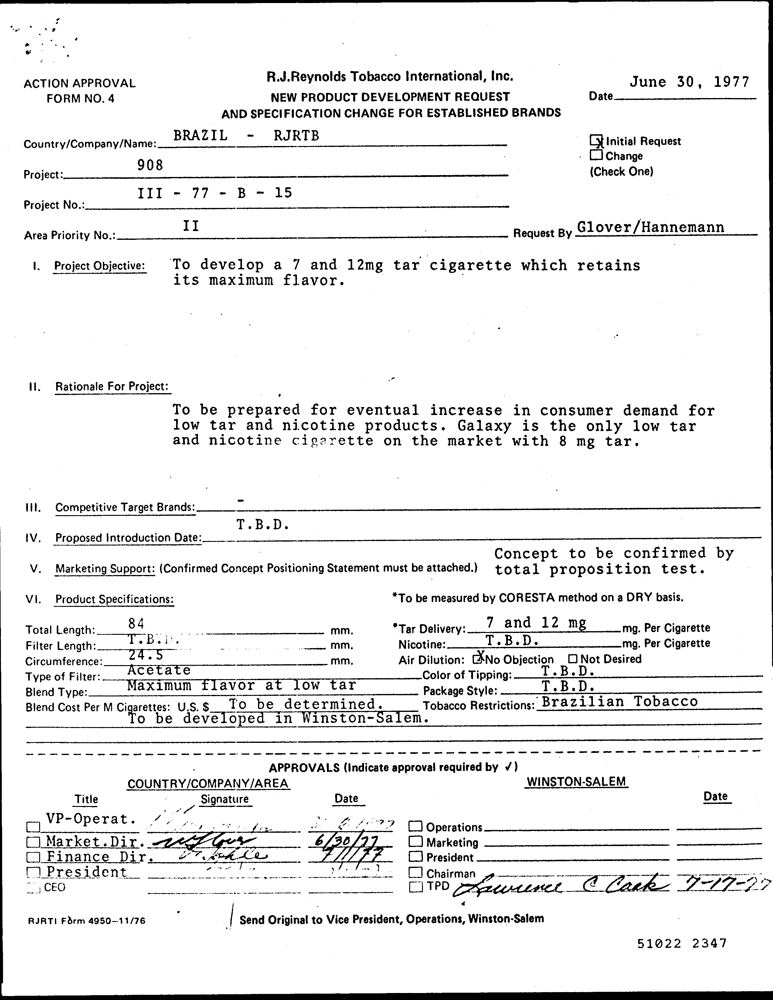 ACTION APPROVAL
FORM NO. 4
R.J.Reynolds Tobacco International, Inc.
NEW PRODUCT DEVELOPMENT REQUEST
AND SPECIFICATION CHANGE FOR ESTABLISHED BRANDS
Date June 30, 1977
Country/Company/Name: BRAZIL - RJRTB
☒ Initial Request
☐ Change
(Check One)
Project: 908
Project No.: III - 77 - B - 15
Area Priority No.: II
Request By Glover/Hannemann
I. Project Objective: To develop a 7 and 12mg tar cigarette which retains
its maximum flavor.
II. Rationale For Project:
To be prepared for eventual increase in consumer demand for
low tar and nicotine products. Galaxy is the only low tar
and nicotine cigarette on the market with 8 mg tar.
III. Competitive Target Brands: -
IV. Proposed Introduction Date: T.B.D.
V. Marketing Support: (Confirmed Concept Positioning Statement must be attached.) Concept to be confirmed by
total proposition test.
VI. Product Specifications:
*To be measured by CORESTA method on a DRY basis.
Total Length: 84 mm. *Tar Delivery: 7 and 12 mg mg. Per Cigarette
Filter Length: T.B.D. mm. Nicotine: T.B.D. mg. Per Cigarette
Circumference: 24.5 mm. Air Dilution: ☒ No Objection ☐ Not Desired
Type of Filter: Acetate Color of Tipping: T.B.D.
Blend Type: Maximum flavor at low tar Package Style: T.B.D.
Blend Cost Per M Cigarettes: U.S. $ To be determined. Tobacco Restrictions: Brazilian Tobacco
To be developed in Winston-Salem.
APPROVALS (Indicate approval required by √)
COUNTRY/COMPANY/AREA WINSTON-SALEM
Title Signature Date Date
☐ VP-Operat. ☐ Operations
☐ Market.Dir. 6/30/77 ☐ Marketing
☐ Finance Dir. 7/1/77 ☐ President
☐ President ☐ Chairman
☐ CEO ☐ TPD Lawrence C Cook 7-17-77
RJRTI Form 4950-11/76
Send Original to Vice President, Operations, Winston-Salem
51022 2347